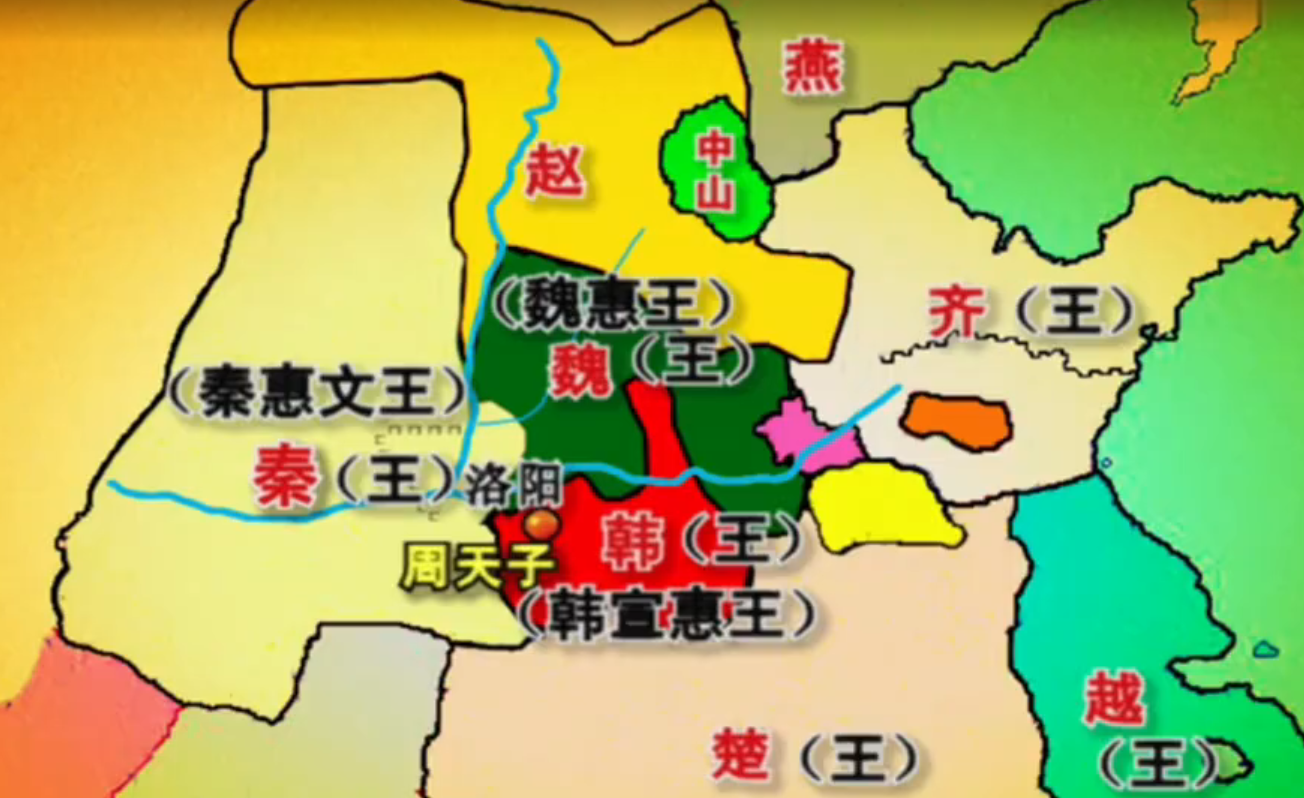 燕
中山
赵
（魏惠王）
魏（王）
齐（王）
（秦惠文王）
秦（王）
洛阳
周天子
韩（王）
（韩宣惠王）
越
（王）
楚（王）